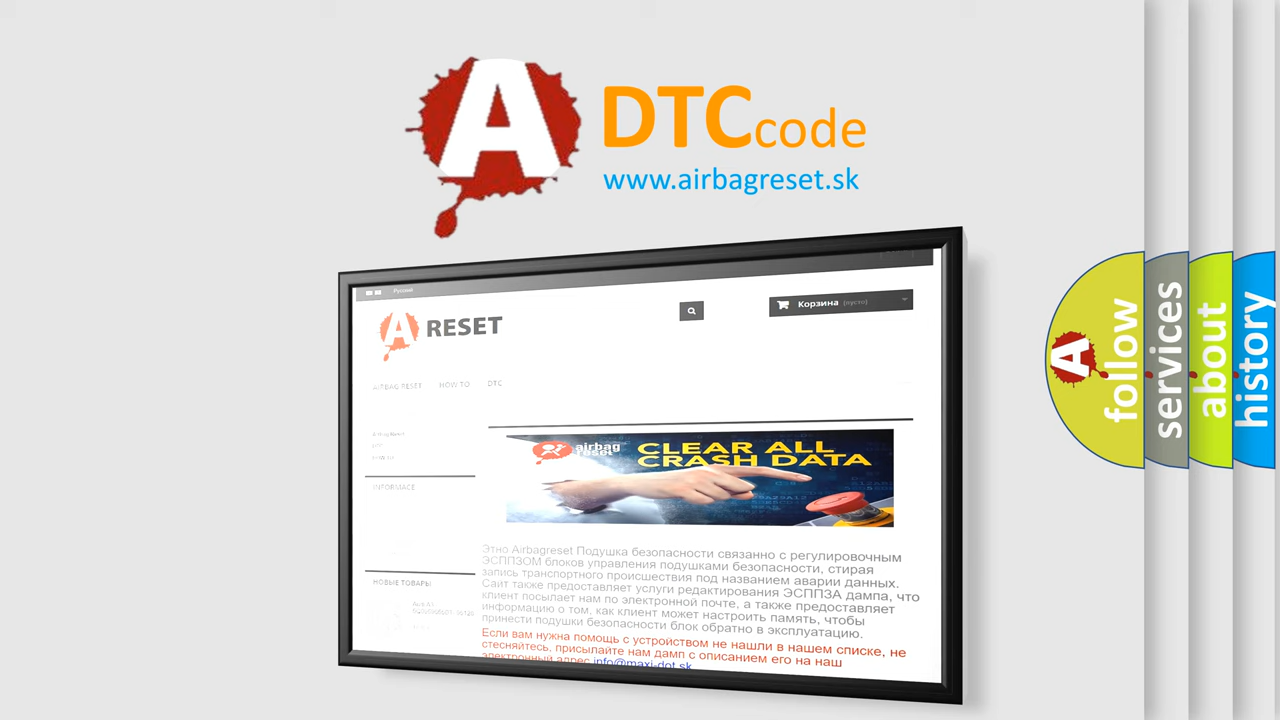 A
DTC code
www.airbagreset.sk
Русский
A RESET
Корзина (пусто)
AIRBAG RESET HOW TO DTC
INFORMACE
НОВЫЕ ТОВАРЫ
airbag
reset
CLEAR ALL
CRASH DATA
Этно Airbagreset Подушка безопасности связанно с регулировочным
ЭСППЗОМ блоков управления подушками безопасности, стирая
запись транспортного происшествия под названием аварии данных.
Сайт также предоставляет услуги редактирования ЭСППЗА дампа, что
клиент посылает нам по электронной почте, а также предоставляет
информацию о том, как клиент может настроить память, чтобы
принести подушки безопасности блок обратно в эксплуатацию.
Если вам нужна помощь с устройством не нашли в нашем списке, не
стесняйтесь, присылайте нам дамп с описанием его на наш
электронный адрес info@maxi-dot.sk
A
follow
services
about
history